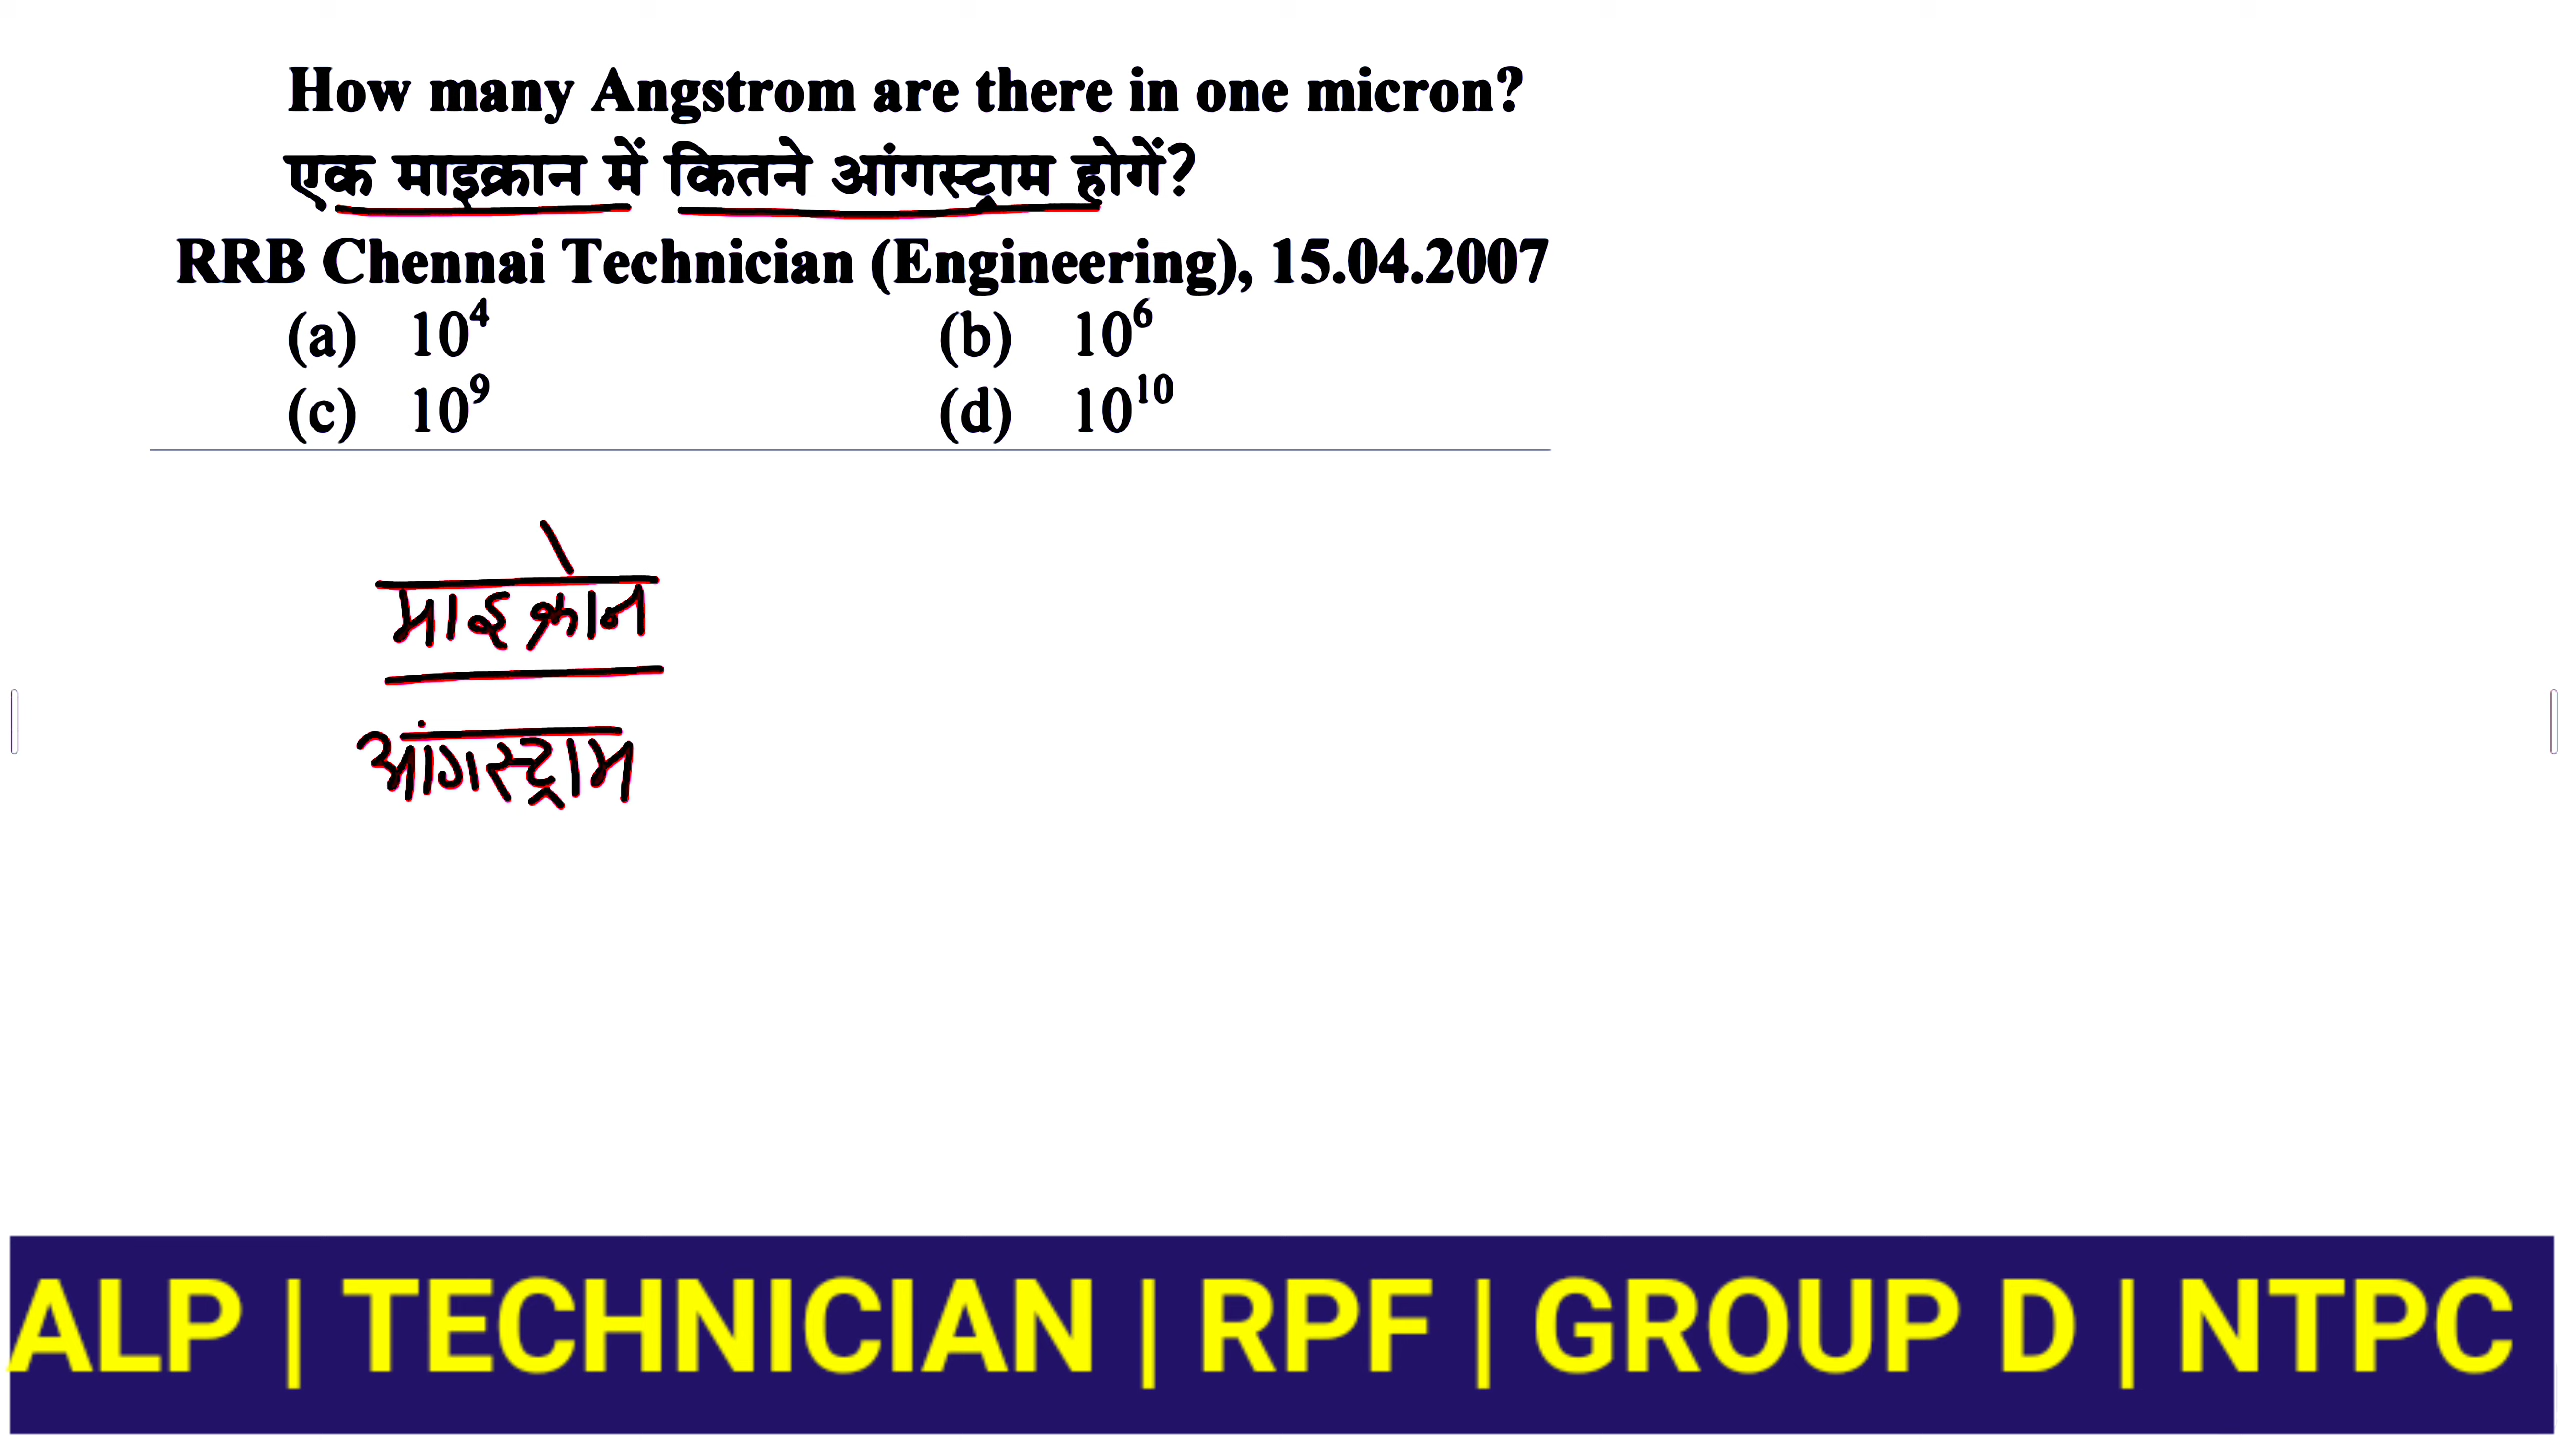 How many Angstrom are there in one micron?
एक माइक्रान में कितने आंगस्ट्राम होगें?
RRB Chennai Technician (Engineering), 15.04.2007
(a) 10⁴ (b) 10⁶
(c) 10⁹ (d) 10¹⁰
माइक्रोन
आंगस्ट्राम
ALP | TECHNICIAN | RPF | GROUP D | NTPC